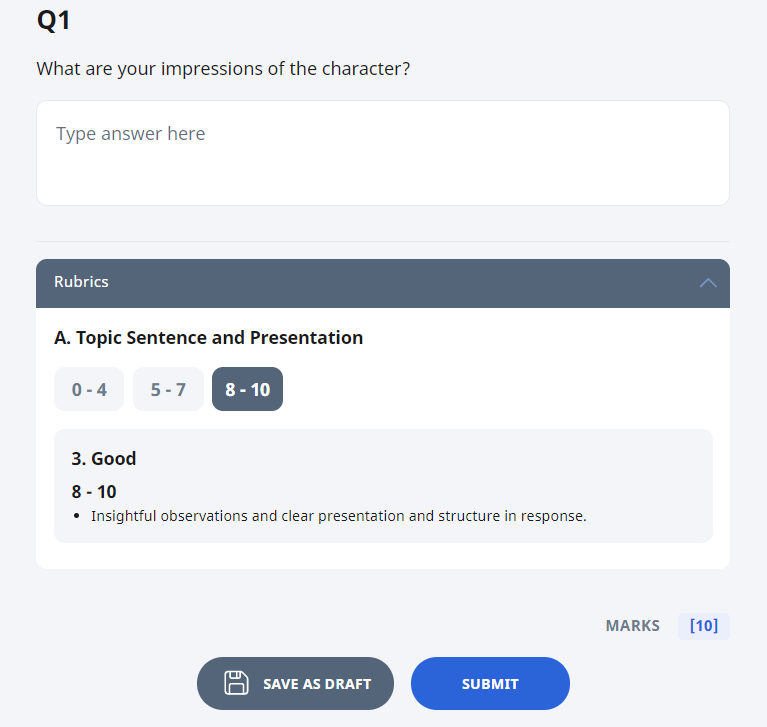 Q1
What are your impressions of the character?
Type answer here
Rubrics
A. Topic Sentence and Presentation
0 - 4 5 - 7 8 - 10
3. Good
8 - 10
• Insightful observations and clear presentation and structure in response.
MARKS [10]
SAVE AS DRAFT SUBMIT